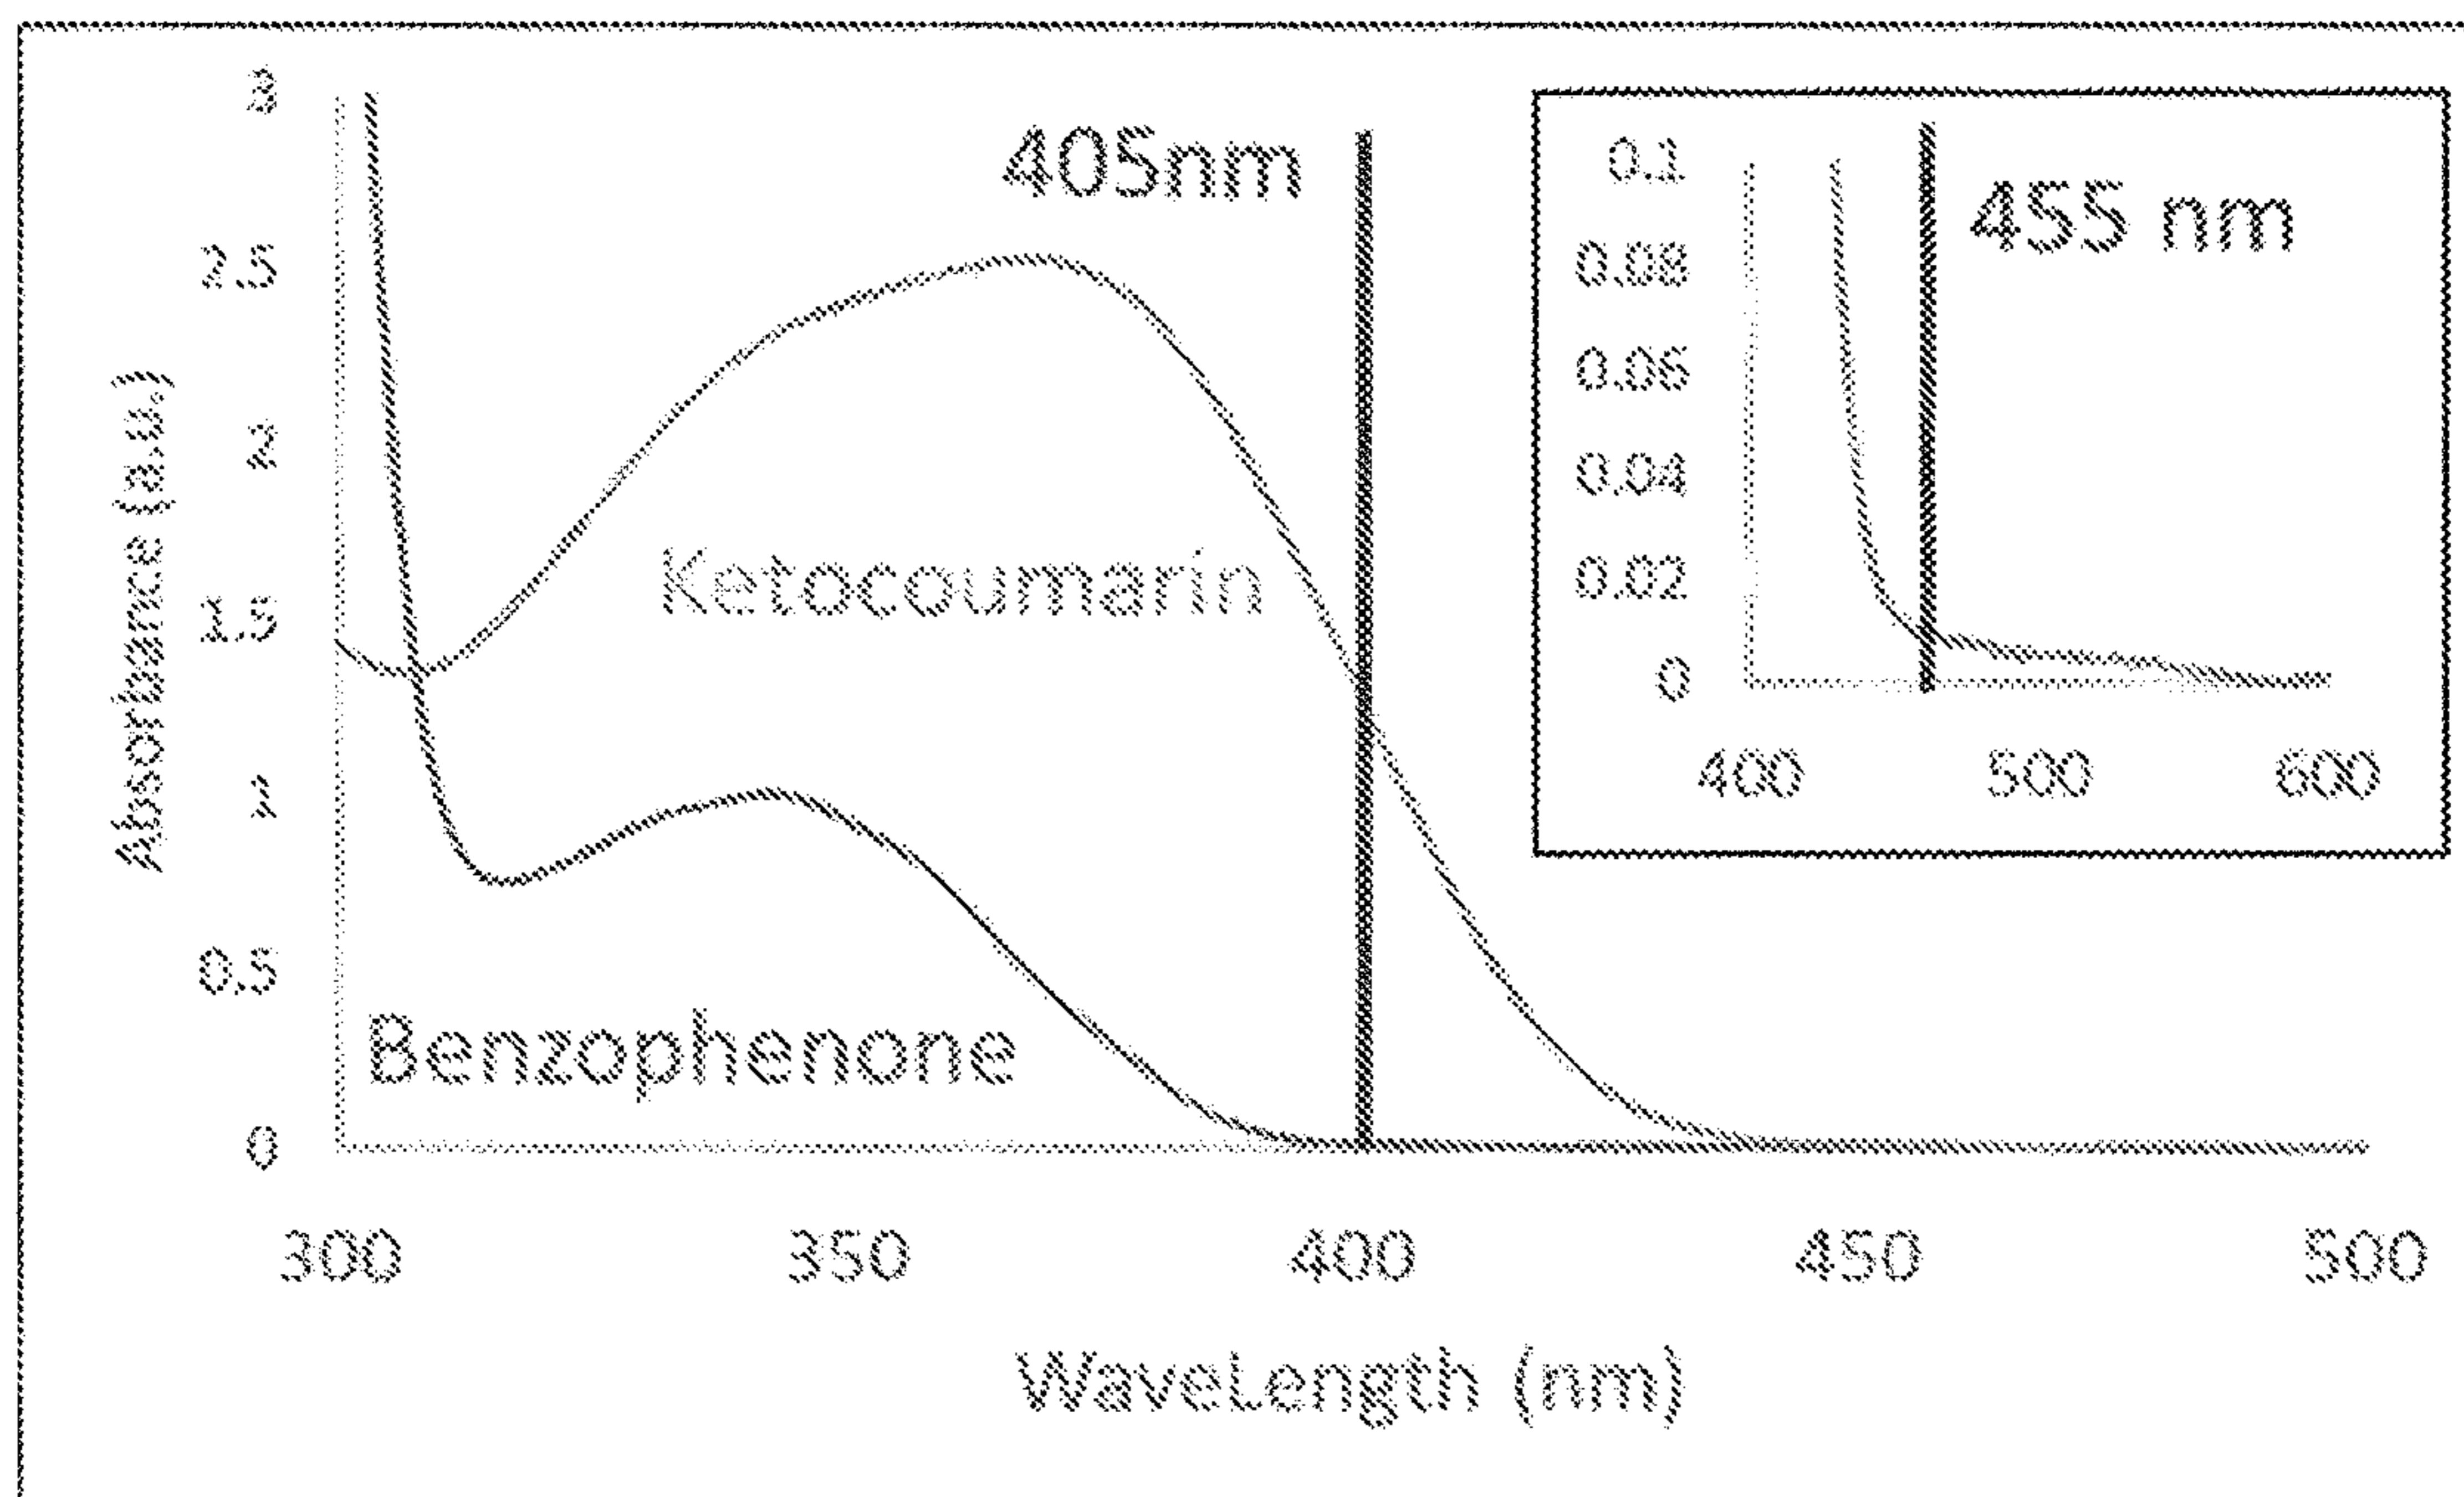 3
2.5
2
1.5
1
0.5
0
Absorbance (a.u.)
405nm
Ketocoumarin
Benzophenone
300 350 400 450 500
WaveLength (nm)
0.1
0.08
0.06
0.04
0.02
0
455 nm
400 500 600